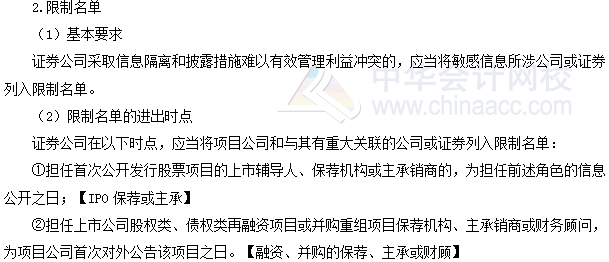 2.限制名单
（1）基本要求
证券公司采取信息隔离和披露措施难以有效管理利益冲突的，应当将敏感信息所涉公司或证券
列入限制名单。
（2）限制名单的进出时点
证券公司在以下时点，应当将项目公司和与其有重大关联的公司或证券列入限制名单：
①担任首次公开发行股票项目的上市辅导人、保荐机构或主承销商的，为担任前述角色的信息
公开之日；【IPO 保荐或主承】
②担任上市公司股权类、债权类再融资项目或并购重组项目保荐机构、主承销商或财务顾问，
为项目公司首次对外公告该项目之日。【融资、并购的保荐、主承或财顾】
中华会计网校
www.chinaacc.com